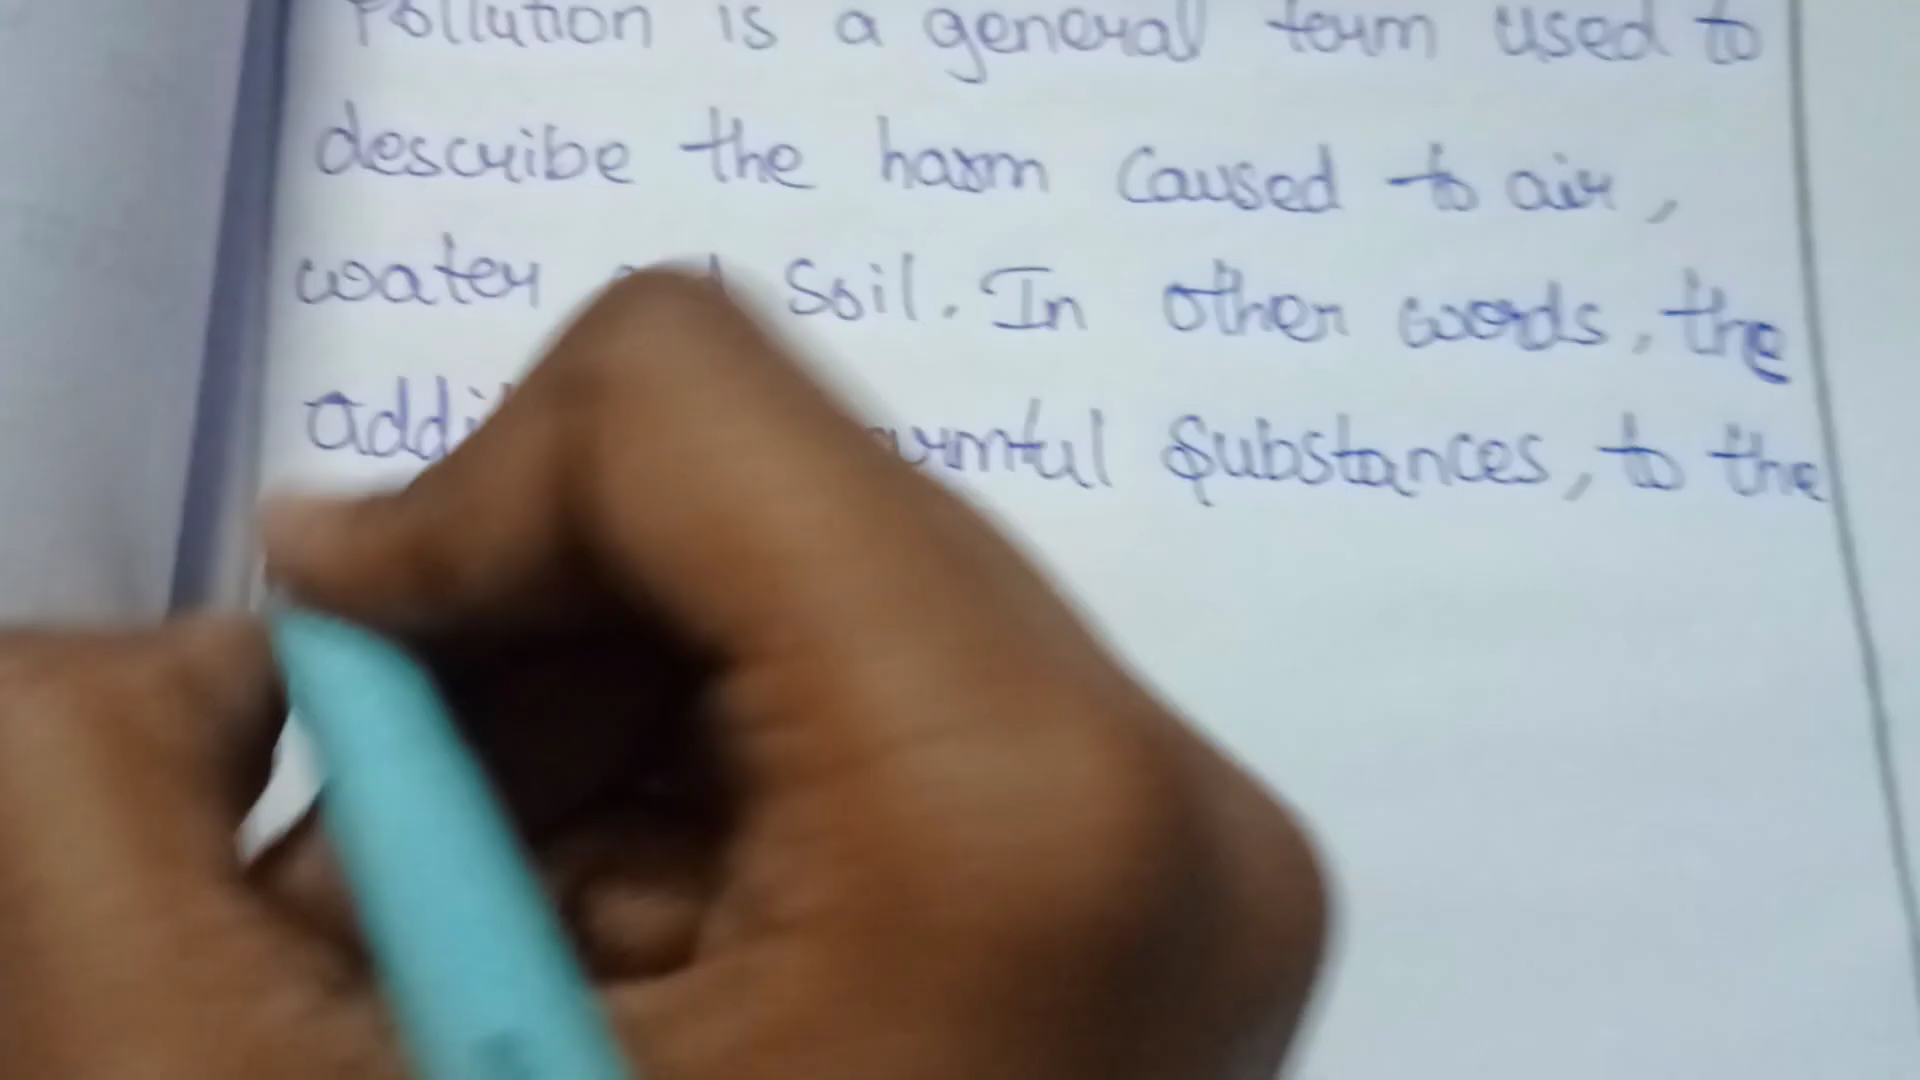 Pollution is a general term used to
describe the harm caused to air,
water Soil. In other words, the
substances, to the